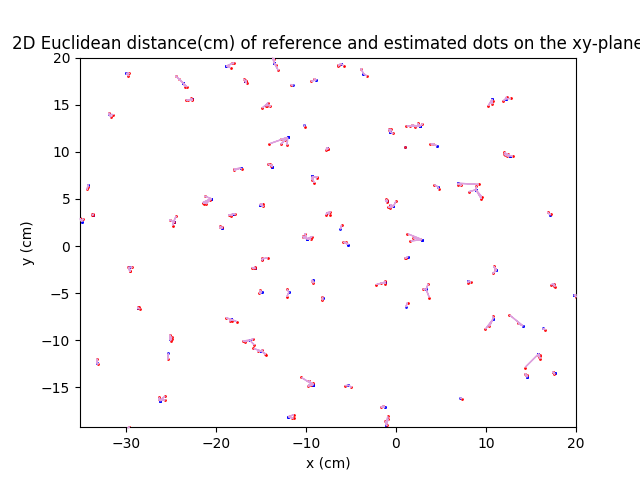 2D Euclidean distance(cm) of reference and estimated dots on the xy-plane
20
15
10
5
0
−5
−10
−15
y (cm)
−30 −20 −10 0 10 20
x (cm)